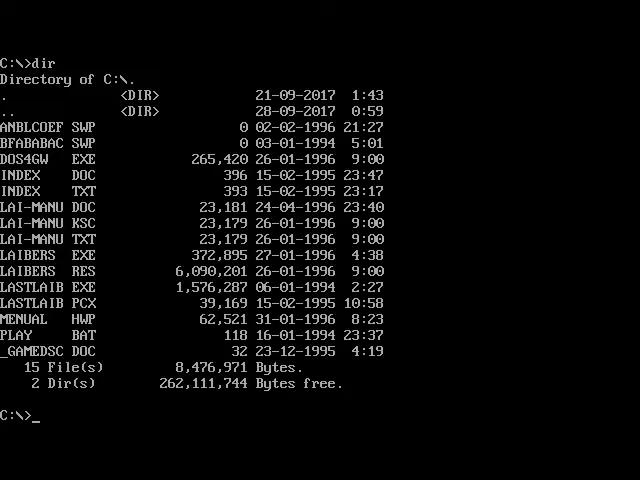 C:\>dir
Directory of C:\.
.              <DIR>            21-09-2017  1:43
..             <DIR>            28-09-2017  0:59
ANBLCOEF SWP                  0 02-02-1996 21:27
BFABABAC SWP                  0 03-01-1994  5:01
DOS4GW   EXE            265,420 26-01-1996  9:00
INDEX    DOC                396 15-02-1995 23:47
INDEX    TXT                393 15-02-1995 23:17
LAI-MANU DOC             23,181 24-04-1996 23:40
LAI-MANU KSC             23,179 26-01-1996  9:00
LAI-MANU TXT             23,179 26-01-1996  9:00
LAIBERS  EXE            372,895 27-01-1996  4:38
LAIBERS  RES          6,090,201 26-01-1996  9:00
LASTLAIB EXE          1,576,287 06-01-1994  2:27
LASTLAIB PCX             39,169 15-02-1995 10:58
MENUAL   HWP             62,521 31-01-1996  8:23
PLAY     BAT                118 16-01-1994 23:37
_GAMEDSC DOC                 32 23-12-1995  4:19
   15 File(s)         8,476,971 Bytes.
    2 Dir(s)        262,111,744 Bytes free.
C:\>_